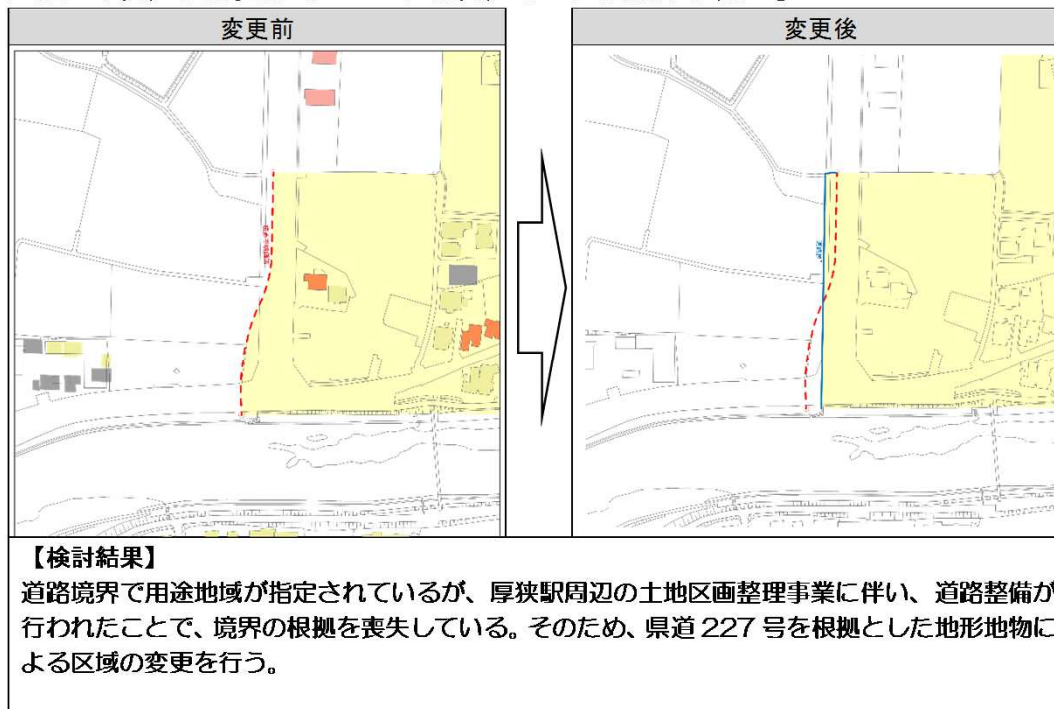 変更前
変更後
【検討結果】
道路境界で用途地域が指定されているが、厚狭駅周辺の土地区画整理事業に伴い、道路整備が
行われたことで、境界の根拠を喪失している。そのため、県道 227 号を根拠とした地形地物に
よる区域の変更を行う。